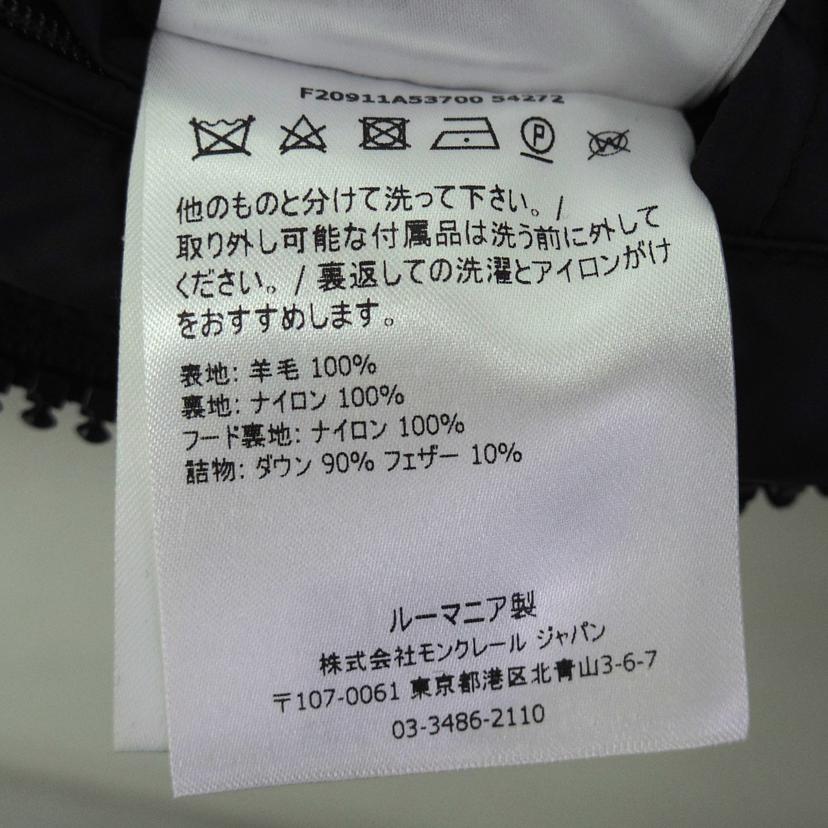 F20911A53700 54272
P
W
他のものと分けて洗って下さい。/
取り外し可能な付属品は洗う前に外して
ください。/ 裏返しての洗濯とアイロンがけ
をおすすめします。
表地: 羊毛 100%
裏地: ナイロン 100%
フード裏地: ナイロン 100%
詰物: ダウン 90% フェザー 10%
ルーマニア製
株式会社モンクレール ジャパン
〒107-0061 東京都港区北青山3-6-7
03-3486-2110